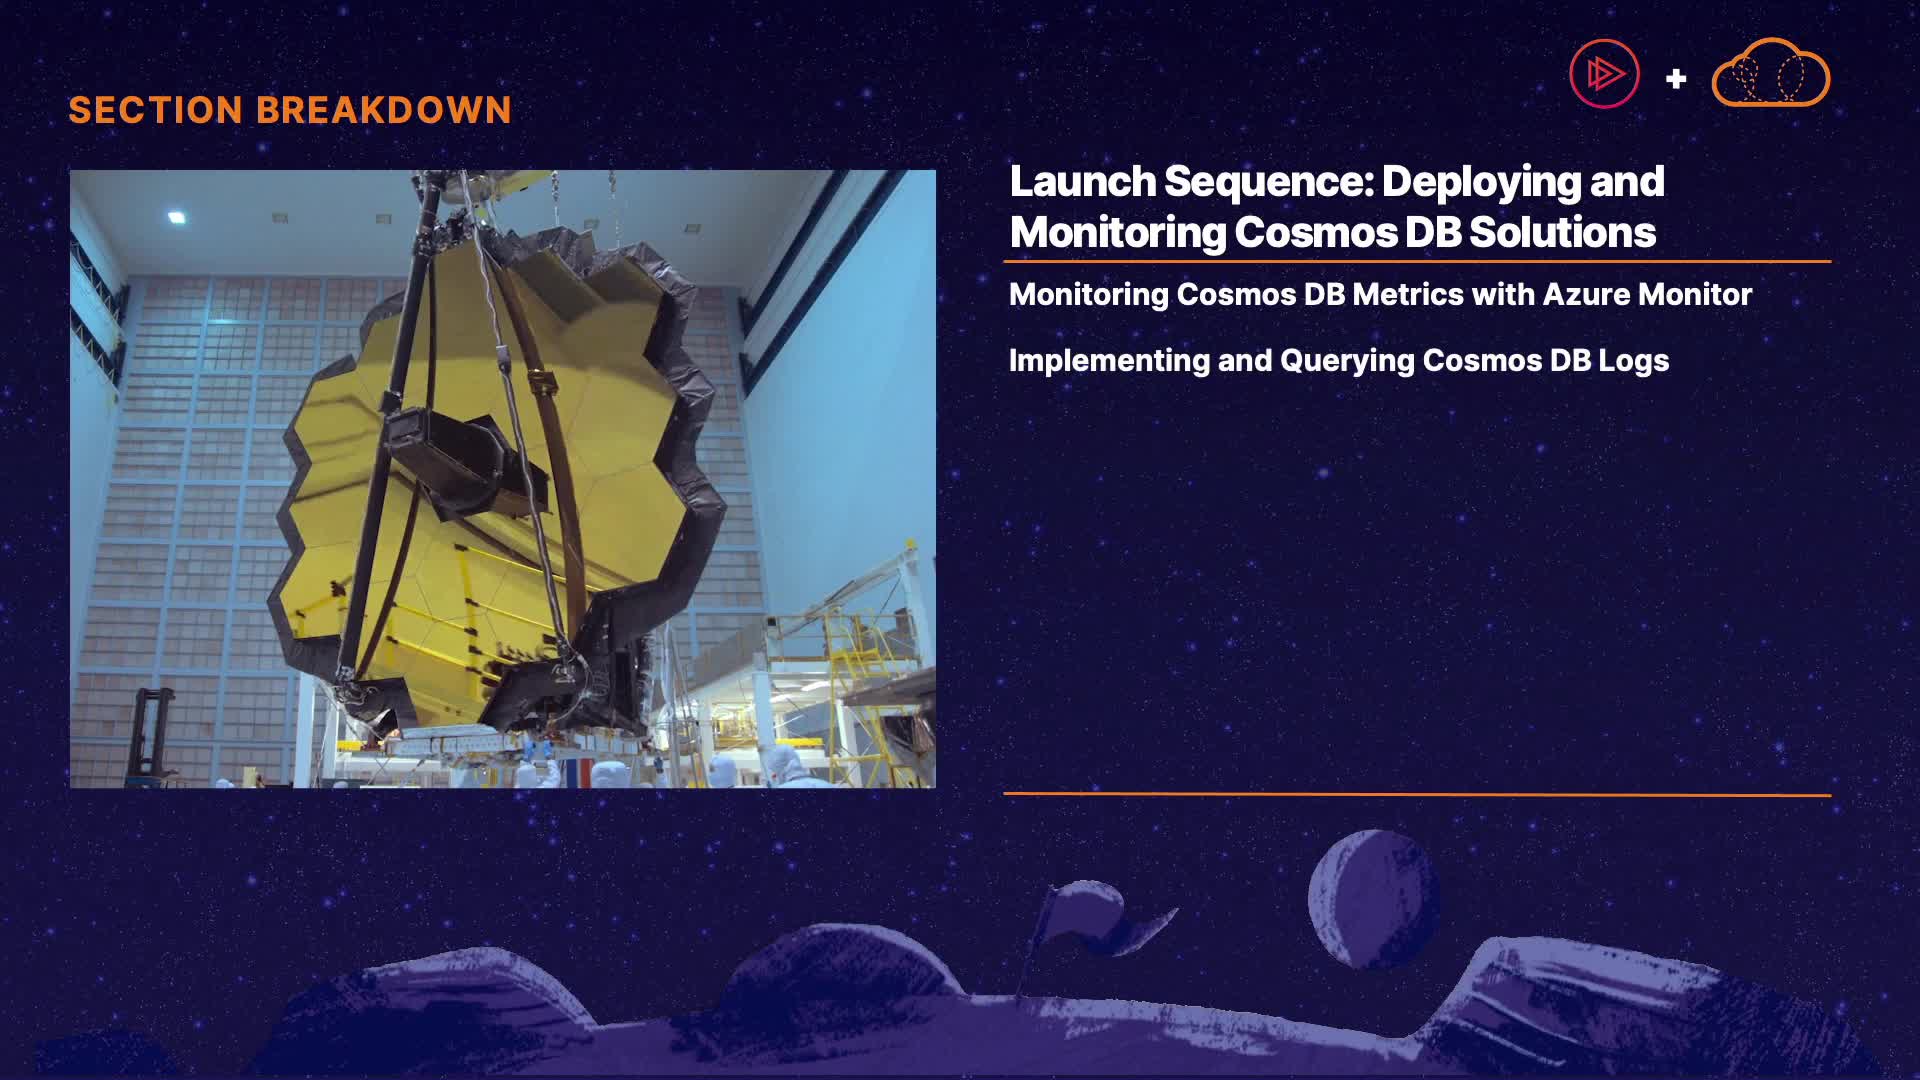 SECTION BREAKDOWN
+
Launch Sequence: Deploying and
Monitoring Cosmos DB Solutions
Monitoring Cosmos DB Metrics with Azure Monitor
Implementing and Querying Cosmos DB Logs